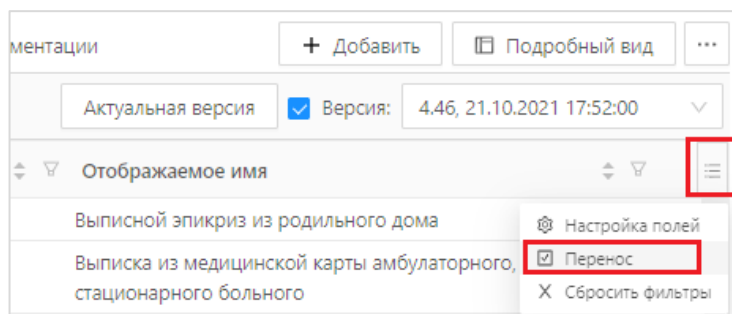 ментации
Добавить
Подробный вид
Актуальная версия
Версия:
4.46, 21.10.2021 17:52:00
Отображаемое имя
Выписной эпикриз из родильного дома
Настройка полей
Выписка из медицинской карты амбулаторного,
Перенос
стационарного больного
Сбросить фильтры